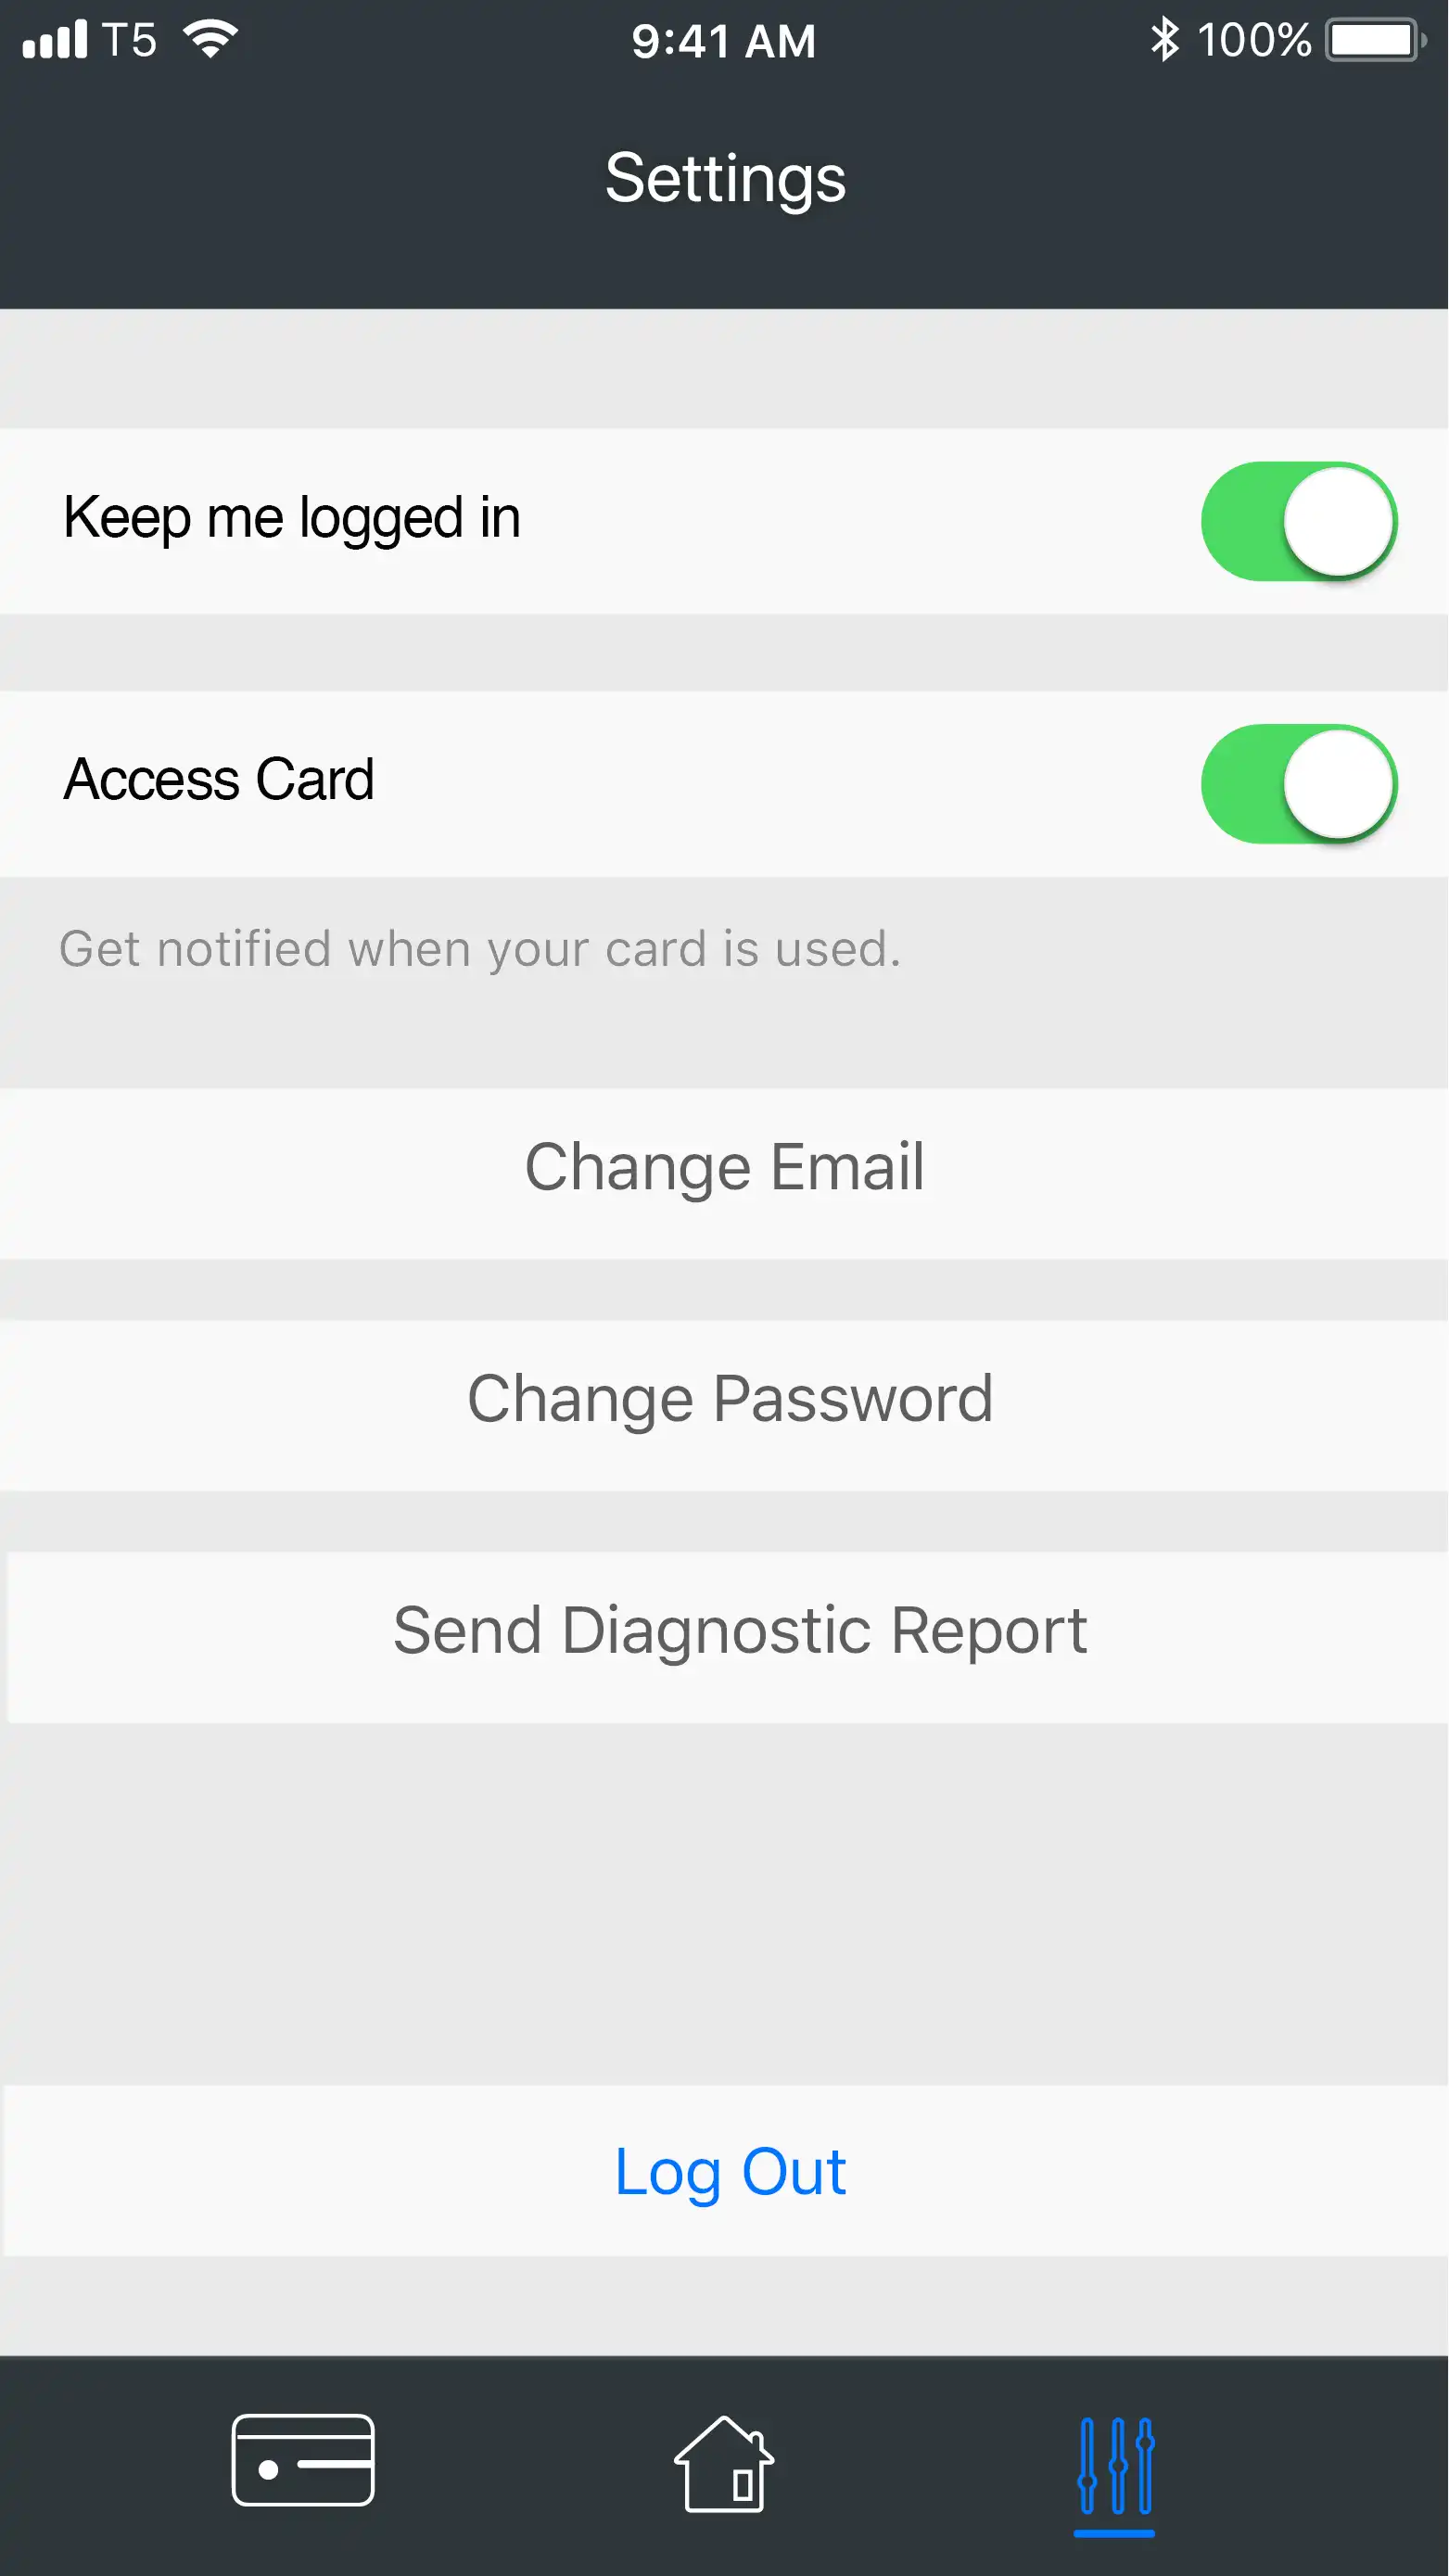 T5 9:41 AM 100%
Settings
Keep me logged in
Access Card
Get notified when your card is used.
Change Email
Change Password
Send Diagnostic Report
Log Out